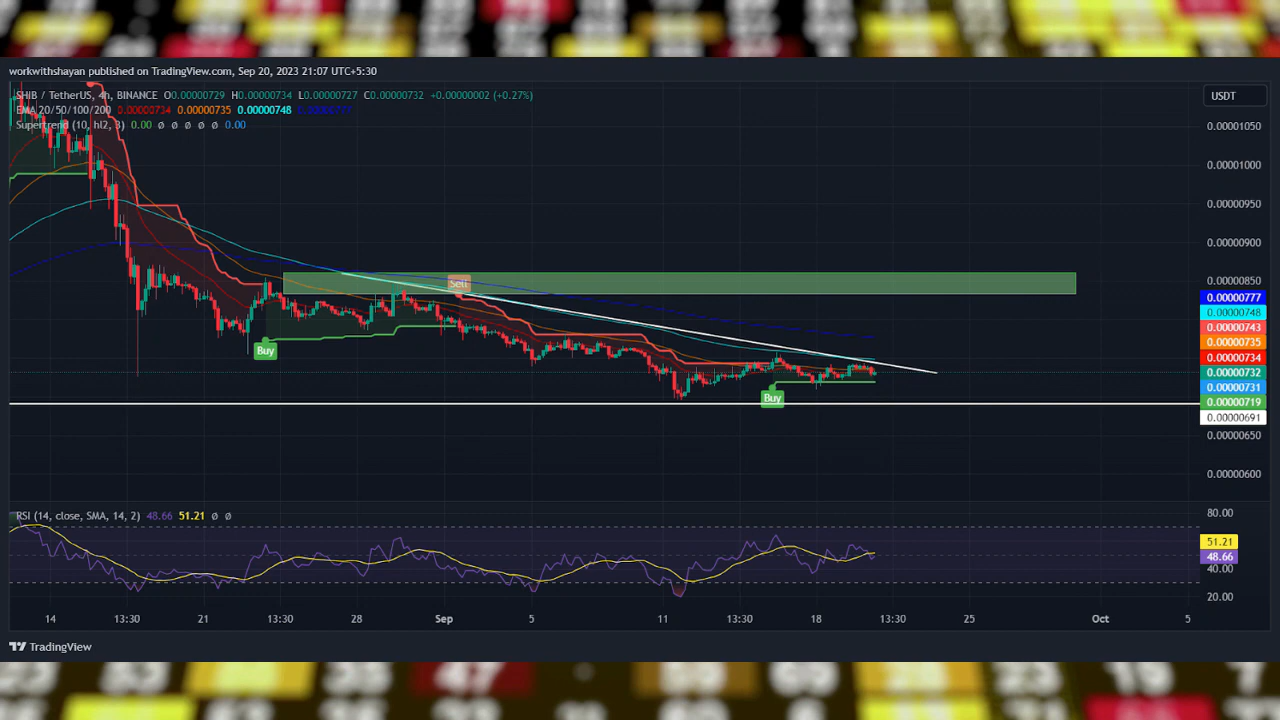 workwithshayan published on TradingView.com, Sep 20, 2023 21:07 UTC+5:30
SHIB / TetherUS, 4h, BINANCE O0.00000729 H0.00000734 L0.00000727 C0.00000732 +0.00000002 (+0.27%)
EMA 20/50/100/200 0.00000734 0.00000735 0.00000748 0.00000777
Supertrend (10, hl2, 3) 0.00 ø ø ø ø ø 0.00
USDT
0.00001050
0.00001000
0.00000950
0.00000900
0.00000850
0.00000777
0.00000748
0.00000743
0.00000735
0.00000734
0.00000732
0.00000731
0.00000719
0.00000691
0.00000650
0.00000600
Sell
Buy
Buy
RSI (14, close, SMA, 14, 2) 48.66 51.21 ø ø
80.00
51.21
48.66
40.00
20.00
14 13:30 21 13:30 28 Sep 5 11 13:30 18 13:30 25 Oct 5
TradingView